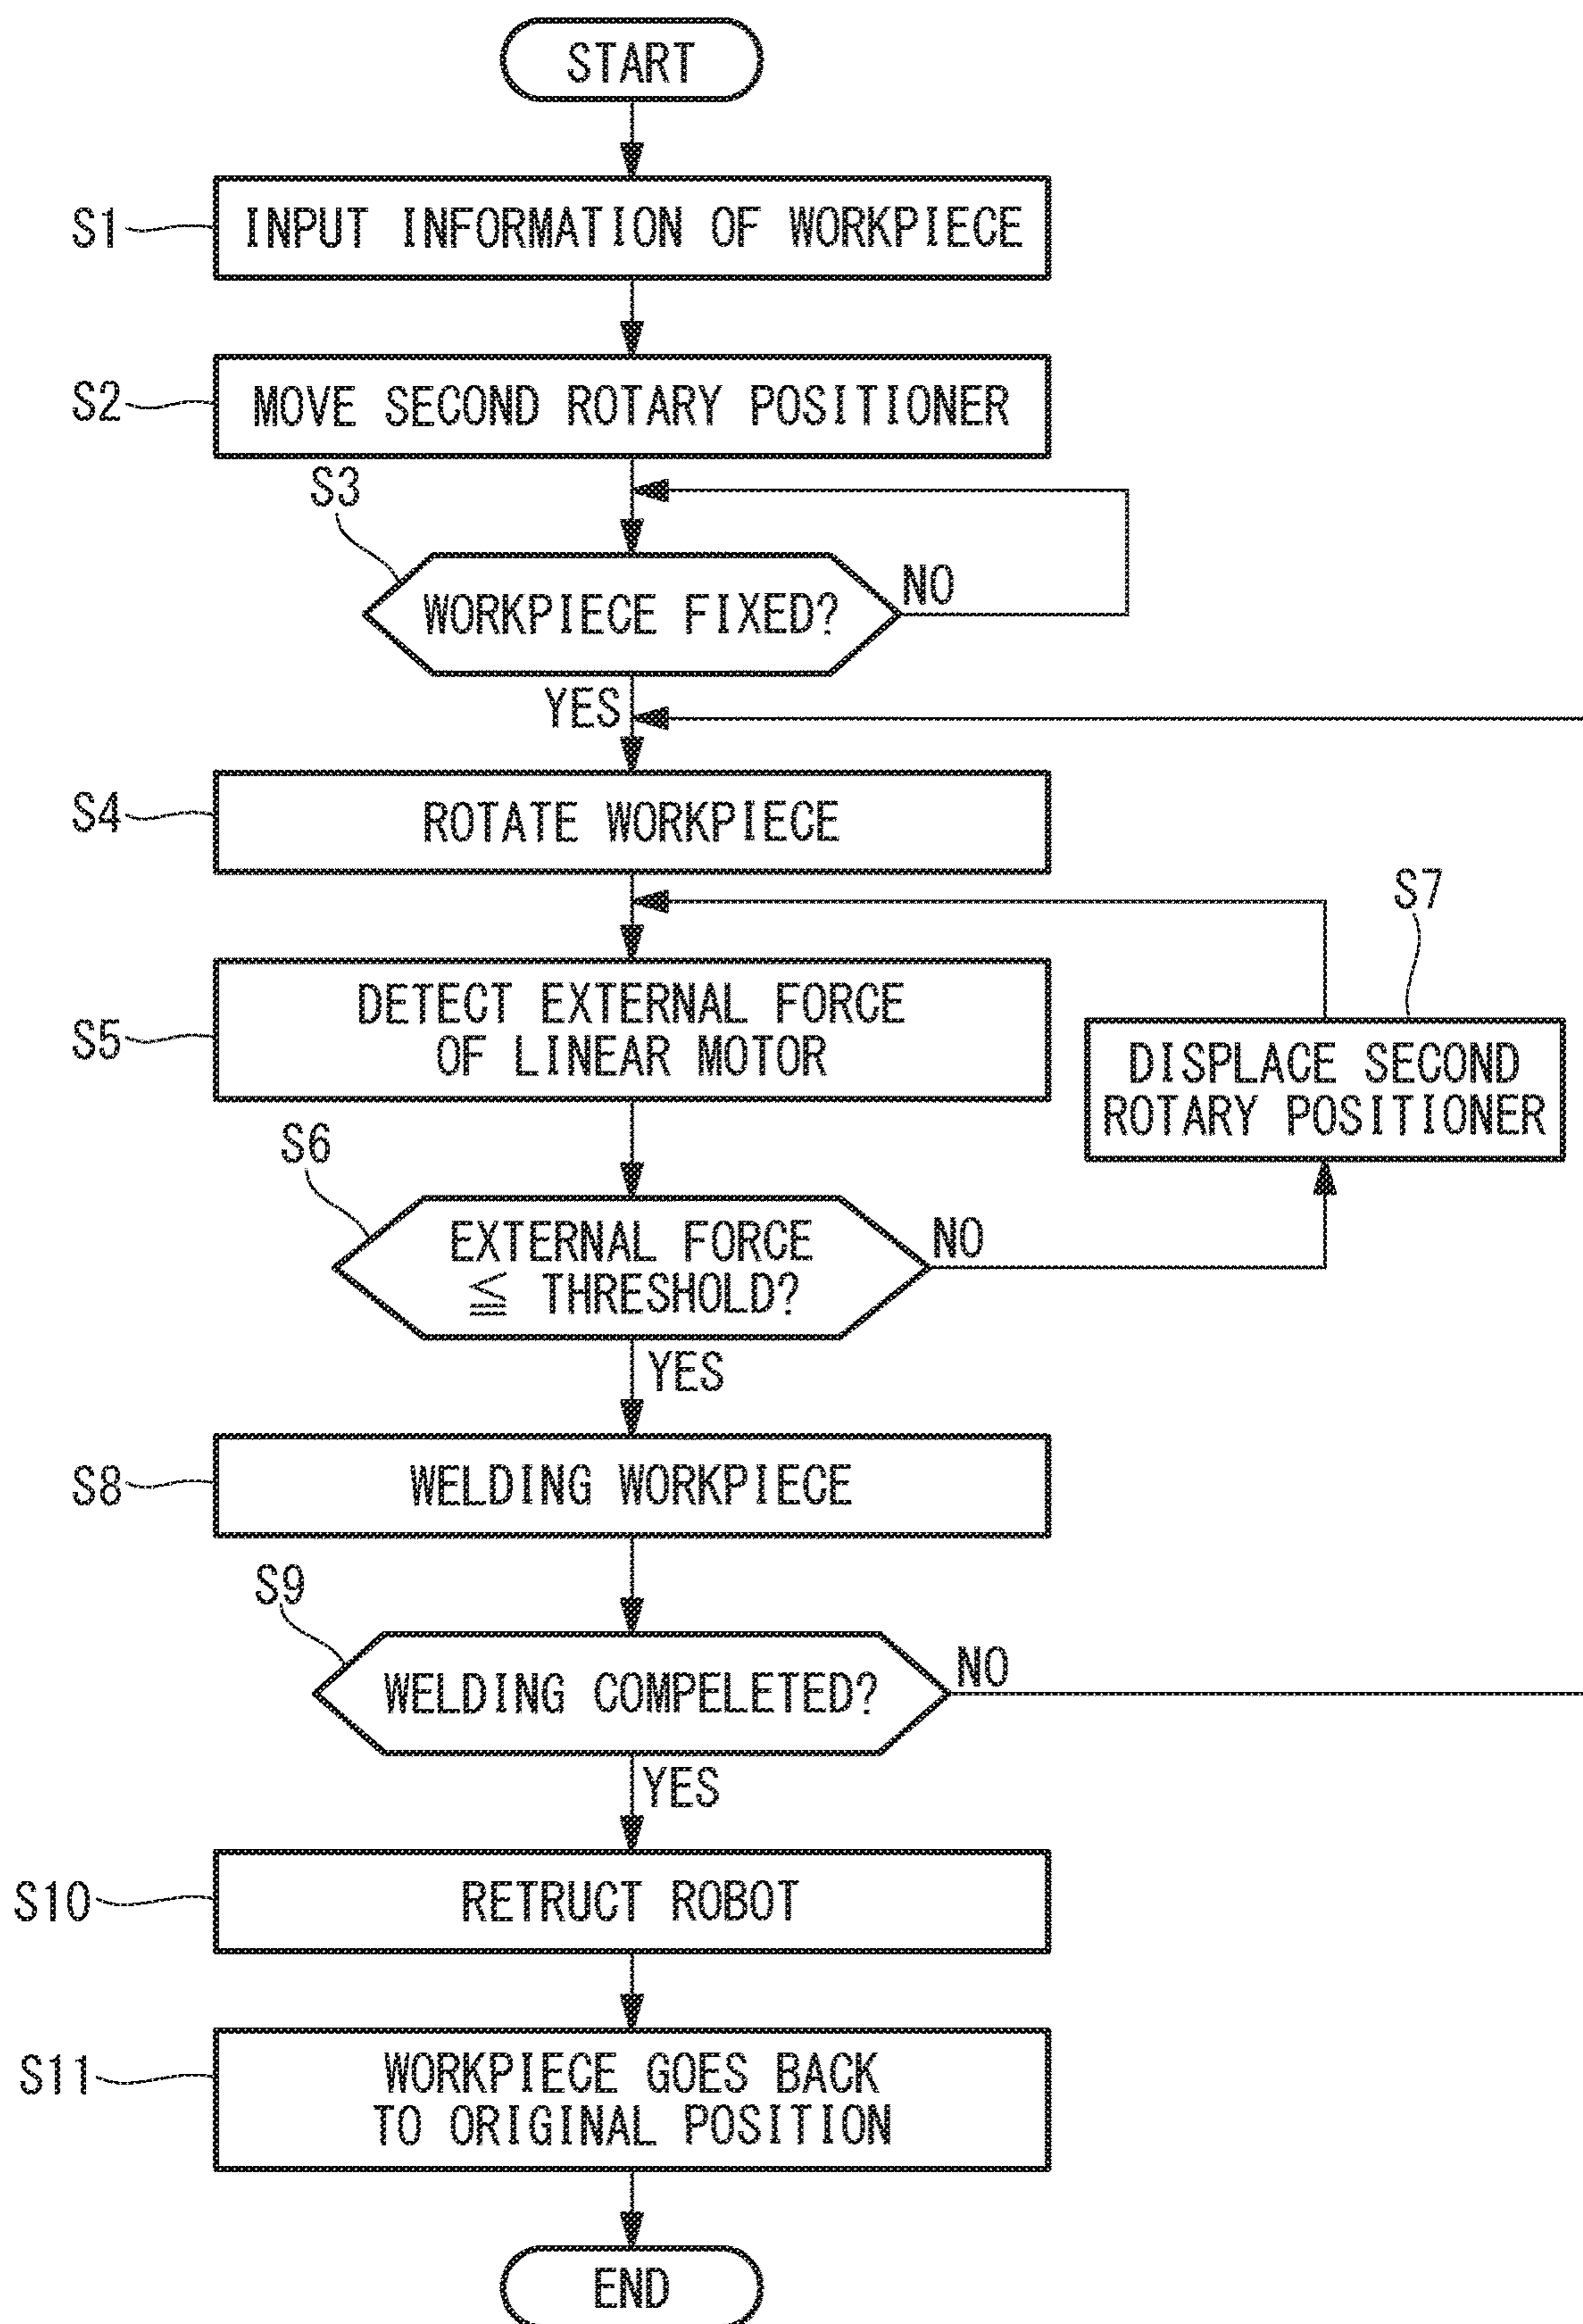 START
S1
INPUT INFORMATION OF WORKPIECE
S2
MOVE SECOND ROTARY POSITIONER
S3
WORKPIECE FIXED?
NO
YES
S4
ROTATE WORKPIECE
S5
DETECT EXTERNAL FORCE
OF LINEAR MOTOR
S7
DISPLACE SECOND
ROTARY POSITIONER
S6
EXTERNAL FORCE
≦ THRESHOLD?
NO
YES
S8
WELDING WORKPIECE
S9
WELDING COMPELETED?
NO
YES
S10
RETRUCT ROBOT
S11
WORKPIECE GOES BACK
TO ORIGINAL POSITION
END